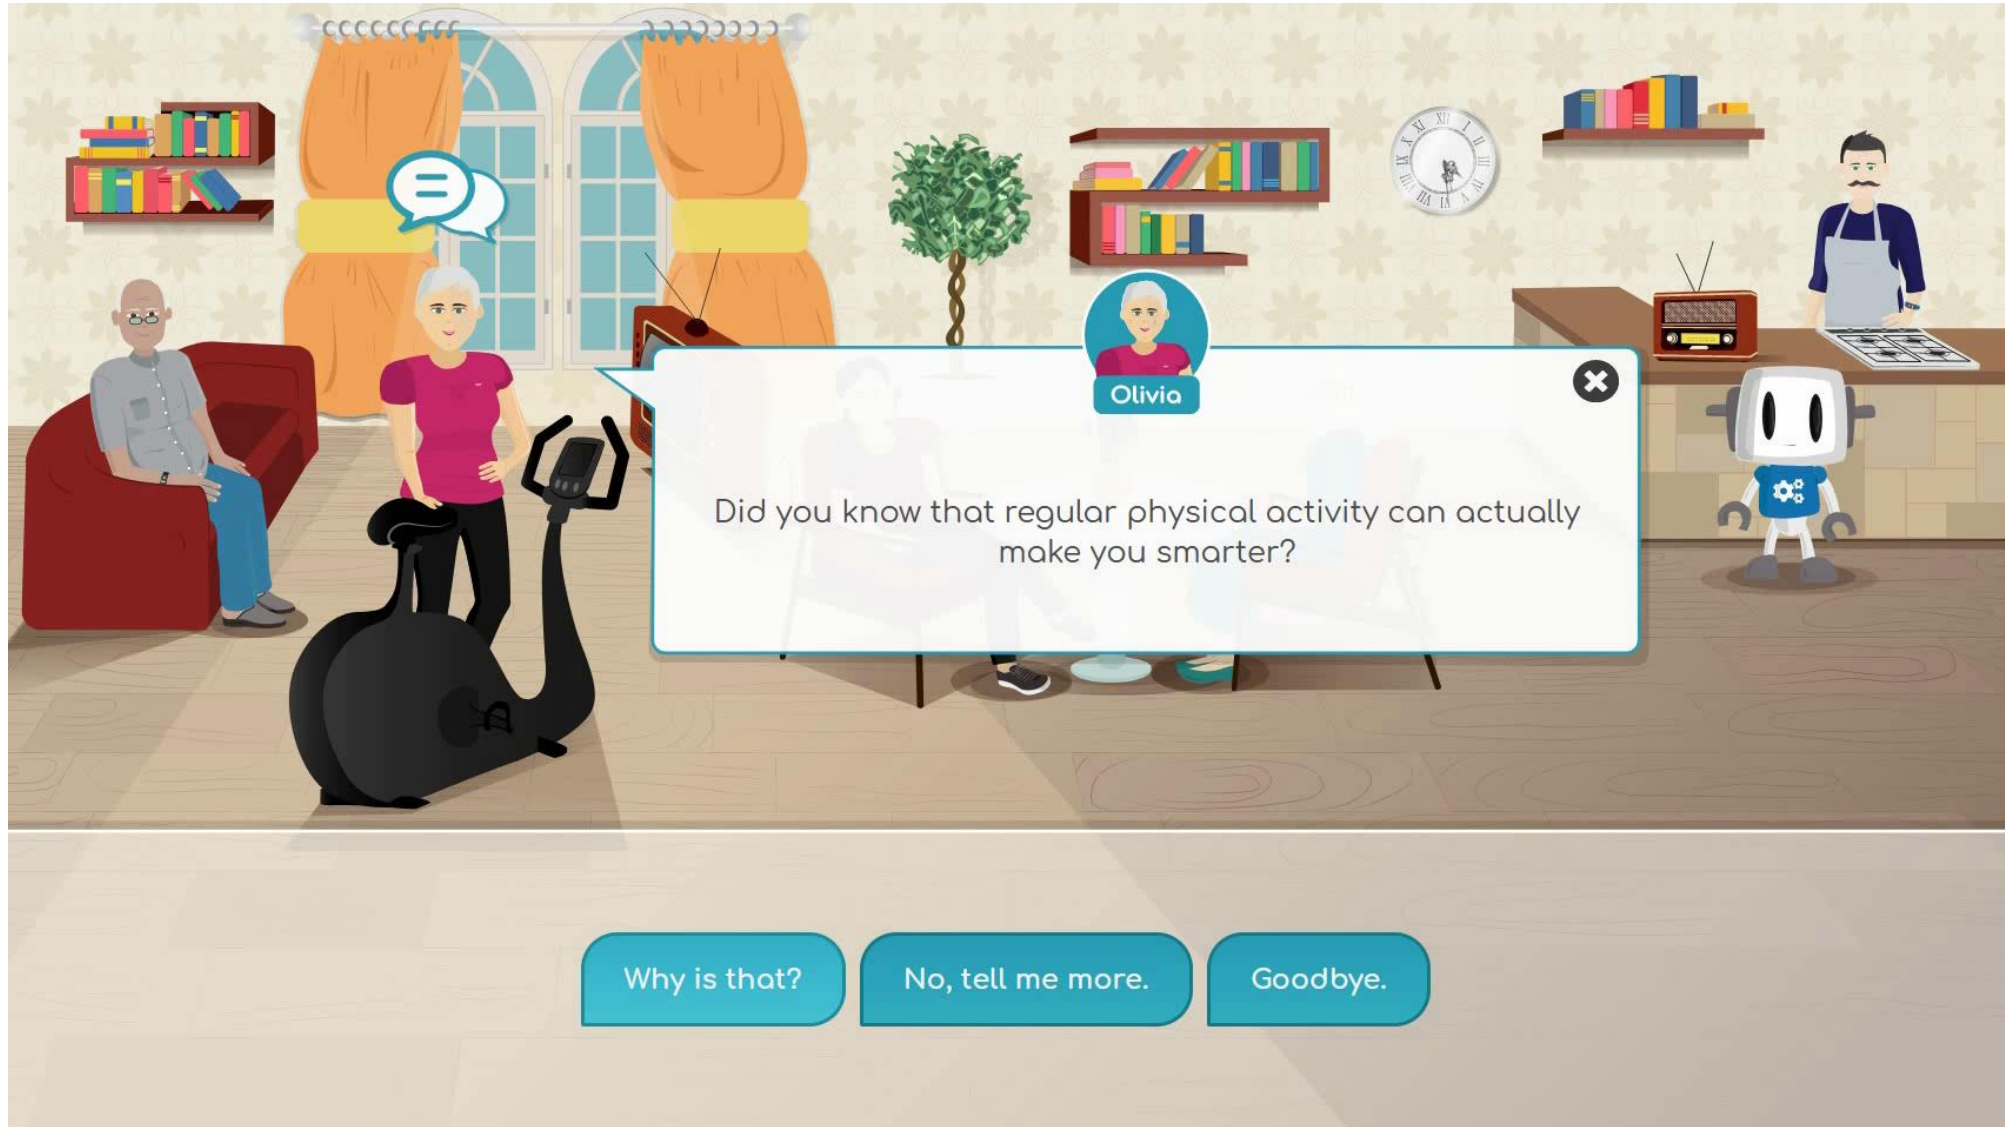 Olivia
Did you know that regular physical activity can actually
make you smarter?
Why is that?
No, tell me more.
Goodbye.